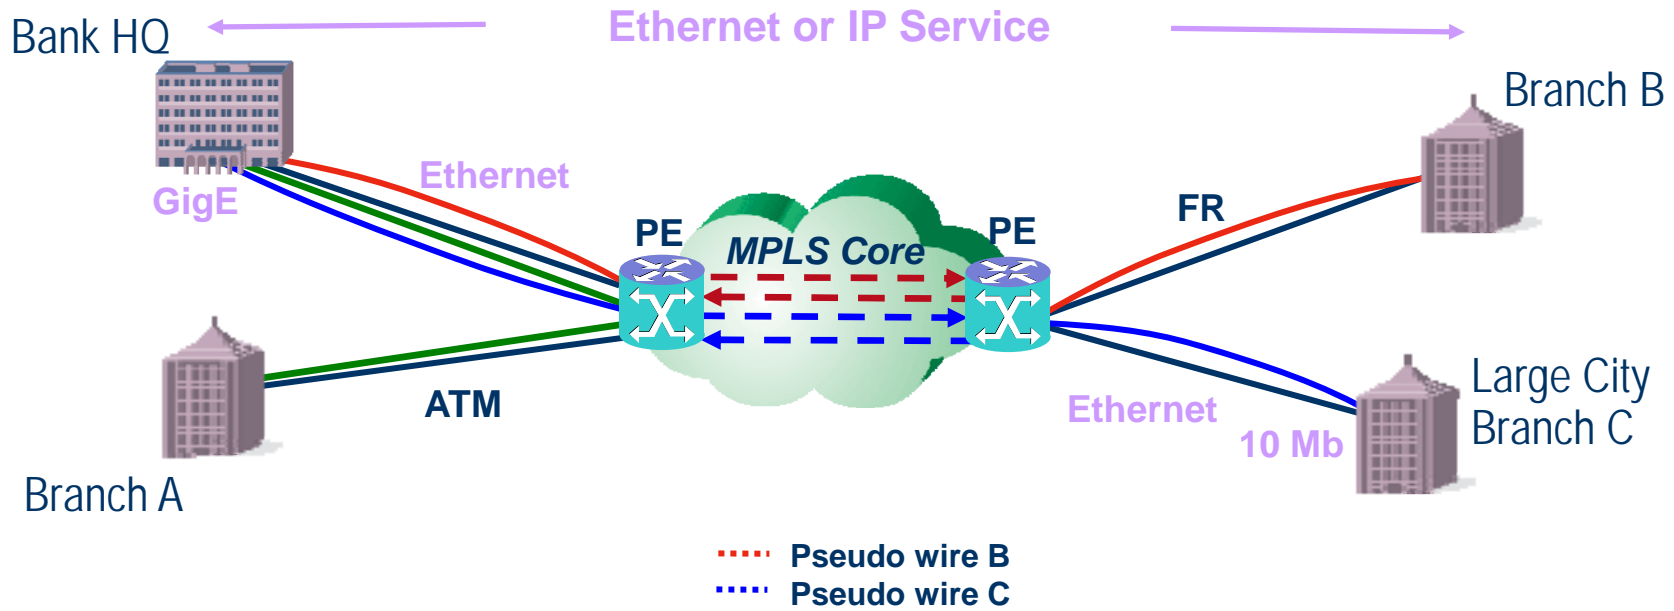 Ethernet or IP Service
Bank HQ
Branch B
GigE
Ethernet
FR
PE
MPLS Core
PE
ATM
Ethernet
10 Mb
Large City
Branch C
Branch A
Pseudo wire B
Pseudo wire C